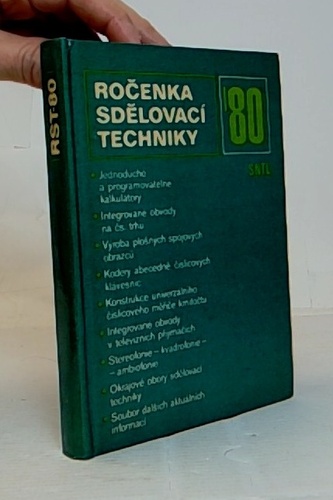 RST-80
ROČENKA
SDĚLOVACÍ
TECHNIKY
'80
SNTL
Jednoduché
a programovatelné
kalkulátory
Integrované obvody
na čs. trhu
Výroba plošných spojových
obrazců
Kodéry abecedně číslicových
klávesnic
Konstrukce univerzálního
číslicového měřiče kmitočtu
Integrované obvody
v televizních přijímačích
Stereofonie – kvadrofonie –
– ambiofonie
Okrajové obory sdělovací
techniky
Soubor dalších aktuálních
informací